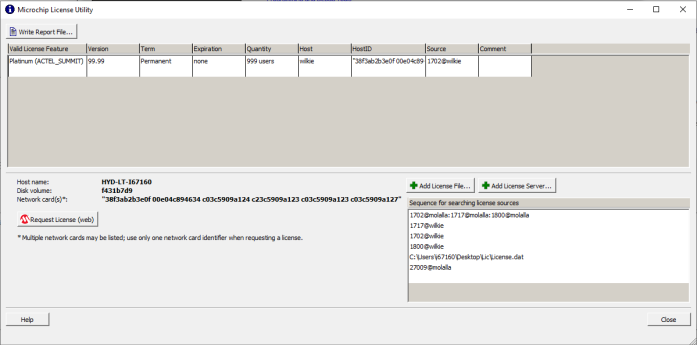 Microchip License Utility
Write Report File...
Valid License Feature Version Term Expiration Quantity Host HostID Source Comment
Platinum (ACTEL_SUMMIT) 99.99 Permanent none 999 users wilkie "38f3ab2b3e0f 00e04c89 1702@wilkie
Host name: HYD-LT-I67160
Disk volume: f431b7d9
Network card(s)*: "38f3ab2b3e0f 00e04c894634 c03c5909a124 c23c5909a123 c03c5909a123 c03c5909a127"
Request License (web)
* Multiple network cards may be listed; use only one network card identifier when requesting a license.
Add License File... Add License Server...
Sequence for searching license sources
1702@molalla:1717@molalla:1800@molalla
1717@wilkie
1702@wilkie
1800@wilkie
C:\Users\i67160\Desktop\Lic\License.dat
27009@molalla
Help Close